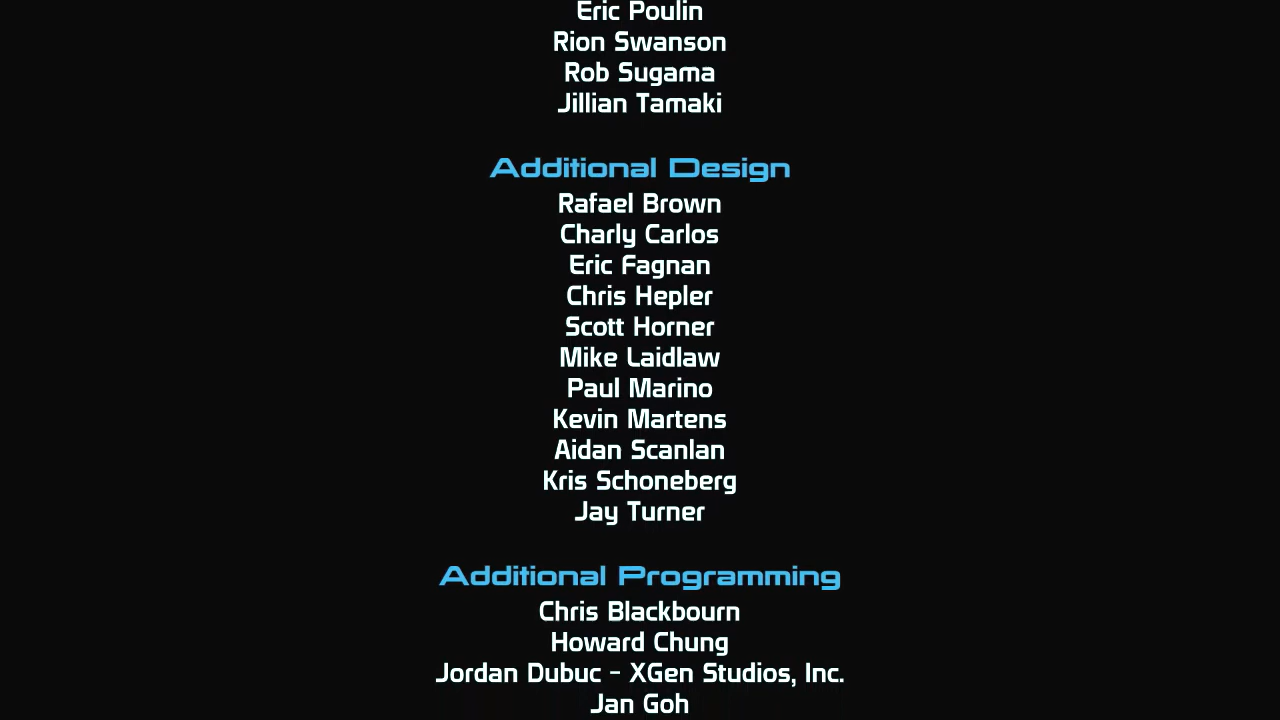 Eric Poulin
Rion Swanson
Rob Sugama
Jillian Tamaki
Additional Design
Rafael Brown
Charly Carlos
Eric Fagnan
Chris Hepler
Scott Horner
Mike Laidlaw
Paul Marino
Kevin Martens
Aidan Scanlan
Kris Schoneberg
Jay Turner
Additional Programming
Chris Blackbourn
Howard Chung
Jordan Dubuc - XGen Studios, Inc.
Jan Goh